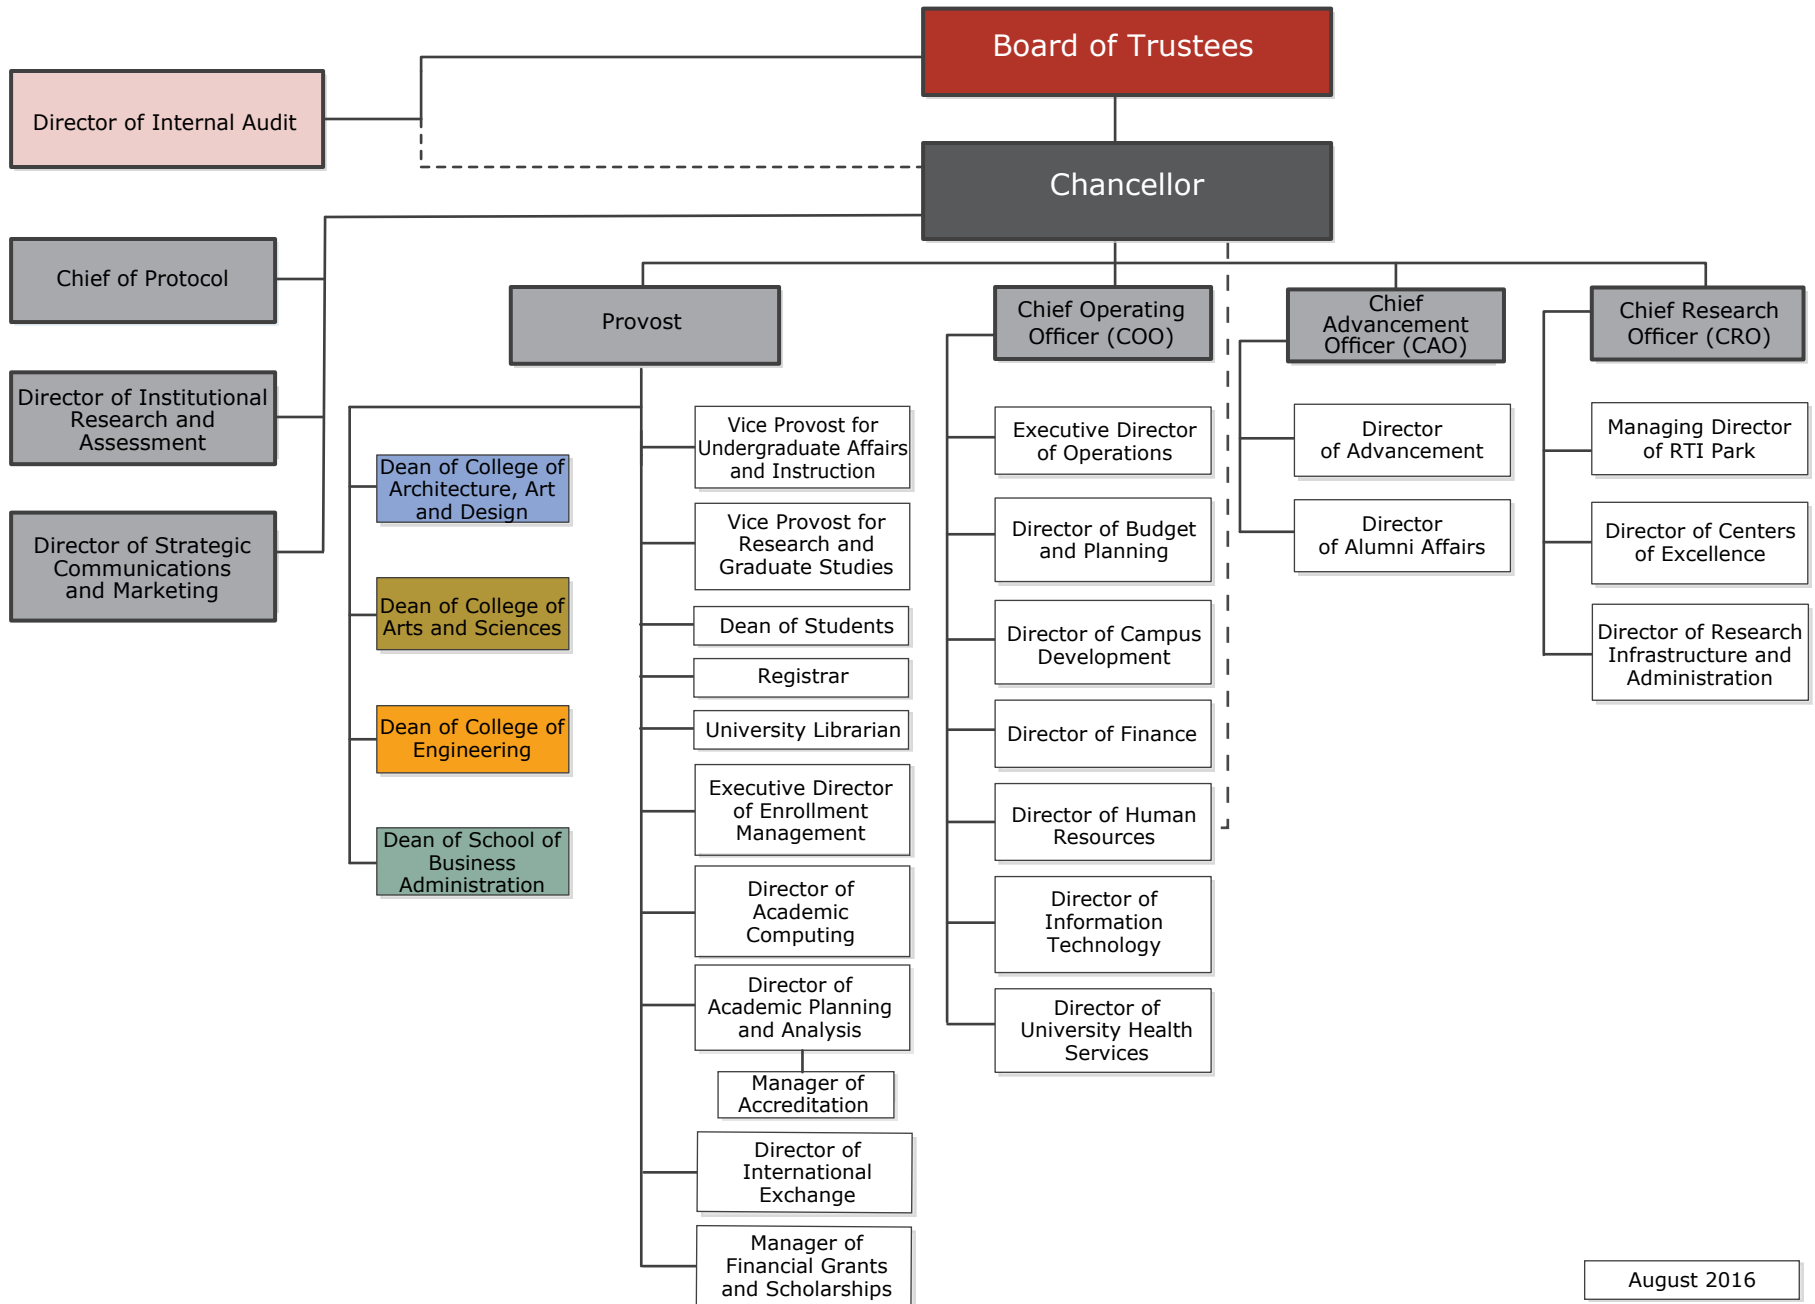 Board of Trustees
Director of Internal Audit
Chancellor
Chief of Protocol
Director of Institutional
Research and
Assessment
Director of Strategic
Communications
and Marketing
Provost
Chief Operating
Officer (COO)
Chief
Advancement
Officer (CAO)
Chief Research
Officer (CRO)
Dean of College of
Architecture, Art
and Design
Dean of College of
Arts and Sciences
Dean of College of
Engineering
Dean of School of
Business
Administration
Vice Provost for
Undergraduate Affairs
and Instruction
Vice Provost for
Research and
Graduate Studies
Dean of Students
Registrar
University Librarian
Executive Director
of Enrollment
Management
Director of
Academic
Computing
Director of
Academic Planning
and Analysis
Manager of
Accreditation
Director of
International
Exchange
Manager of
Financial Grants
and Scholarships
Executive Director
of Operations
Director of Budget
and Planning
Director of Campus
Development
Director of Finance
Director of Human
Resources
Director of
Information
Technology
Director of
University Health
Services
Director
of Advancement
Director
of Alumni Affairs
Managing Director
of RTI Park
Director of Centers
of Excellence
Director of Research
Infrastructure and
Administration
August 2016